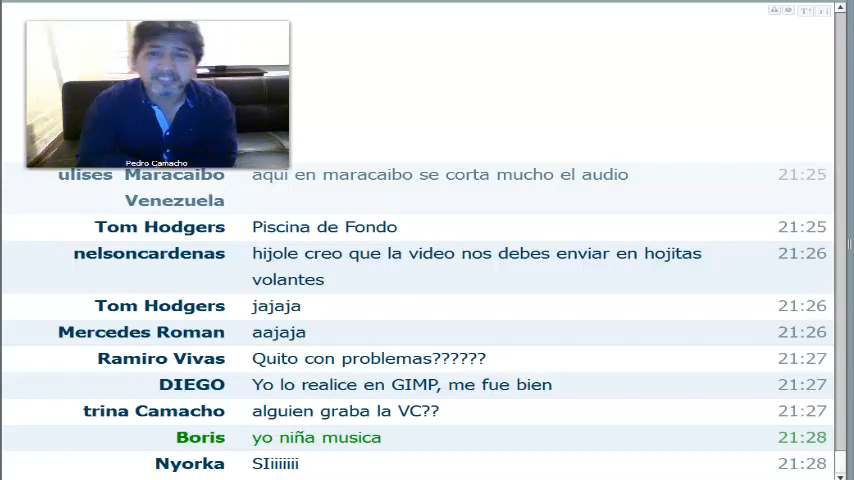 Pedro Camacho
ulises Maracaibo Venezuela aquí en maracaibo se corta mucho el audio 21:25
Tom Hodgers Piscina de Fondo 21:25
nelsoncardenas hijole creo que la video nos debes enviar en hojitas volantes 21:26
Tom Hodgers jajaja 21:26
Mercedes Roman aajaja 21:26
Ramiro Vivas Quito con problemas?????? 21:27
DIEGO Yo lo realice en GIMP, me fue bien 21:27
trina Camacho alguien graba la VC?? 21:27
Boris yo niña musica 21:28
Nyorka SIiiiiii 21:28